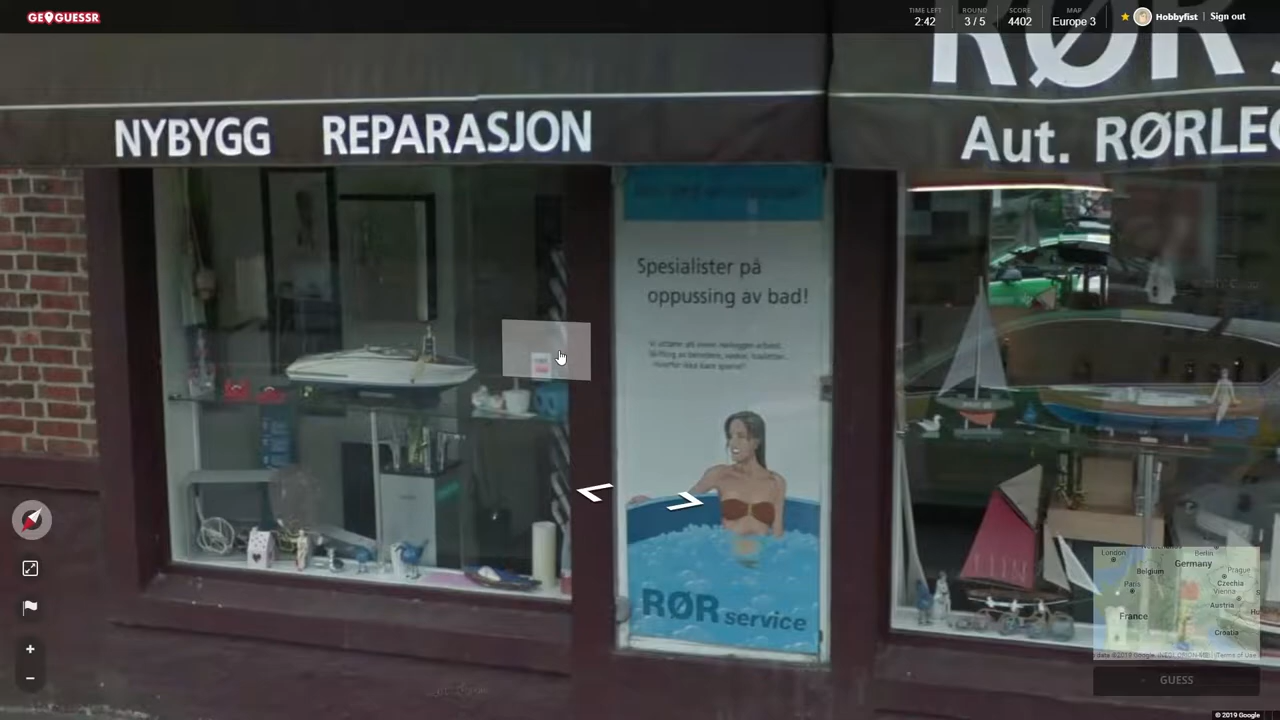 GEOGUESSR
TIME LEFT
2:42
ROUND
3 / 5
SCORE
4402
MAP
Europe 3
Hobbyfist
Sign out
RØR
NYBYGG REPARASJON
Aut. RØRLEG
Spesialister på
oppussing av bad!
RØR service
London
Berlin
Germany
Belgium
Prague
Czechia
Paris
Vienna
Austria
France
Croatia
GUESS
© 2019 Google